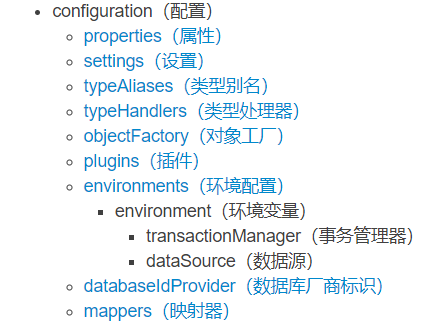 configuration（配置）
properties（属性）
settings（设置）
typeAliases（类型别名）
typeHandlers（类型处理器）
objectFactory（对象工厂）
plugins（插件）
environments（环境配置）
environment（环境变量）
transactionManager（事务管理器）
dataSource（数据源）
databaseIdProvider（数据库厂商标识）
mappers（映射器）